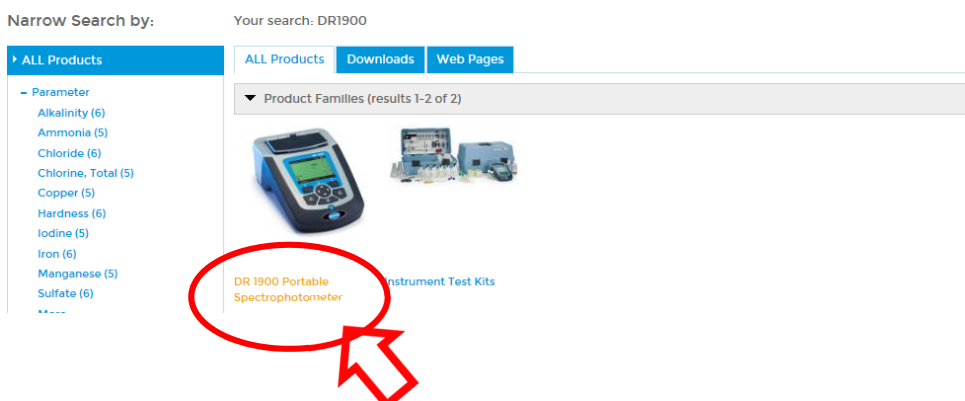 Narrow Search by:
Your search: DR1900
ALL Products
ALL Products
Downloads
Web Pages
– Parameter
Alkalinity (6)
Ammonia (5)
Chloride (6)
Chlorine, Total (5)
Copper (5)
Hardness (6)
Iodine (5)
Iron (6)
Manganese (5)
Sulfate (6)
Product Families (results 1-2 of 2)
DR 1900 Portable
Spectrophotometer
Instrument Test Kits